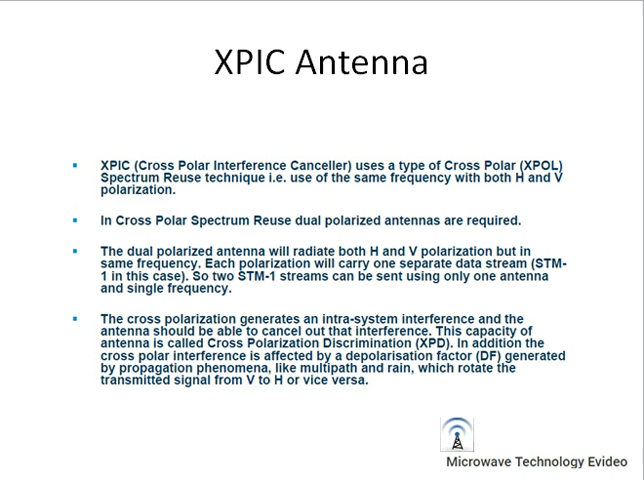 XPIC Antenna
XPIC (Cross Polar Interference Canceller) uses a type of Cross Polar (XPOL)
Spectrum Reuse technique i.e. use of the same frequency with both H and V
polarization.
In Cross Polar Spectrum Reuse dual polarized antennas are required.
The dual polarized antenna will radiate both H and V polarization but in
same frequency. Each polarization will carry one separate data stream (STM-
1 in this case). So two STM-1 streams can be sent using only one antenna
and single frequency.
The cross polarization generates an intra-system interference and the
antenna should be able to cancel out that interference. This capacity of
antenna is called Cross Polarization Discrimination (XPD). In addition the
cross polar interference is affected by a depolarisation factor (DF) generated
by propagation phenomena, like multipath and rain, which rotate the
transmitted signal from V to H or vice versa.
Microwave Technology Evideo